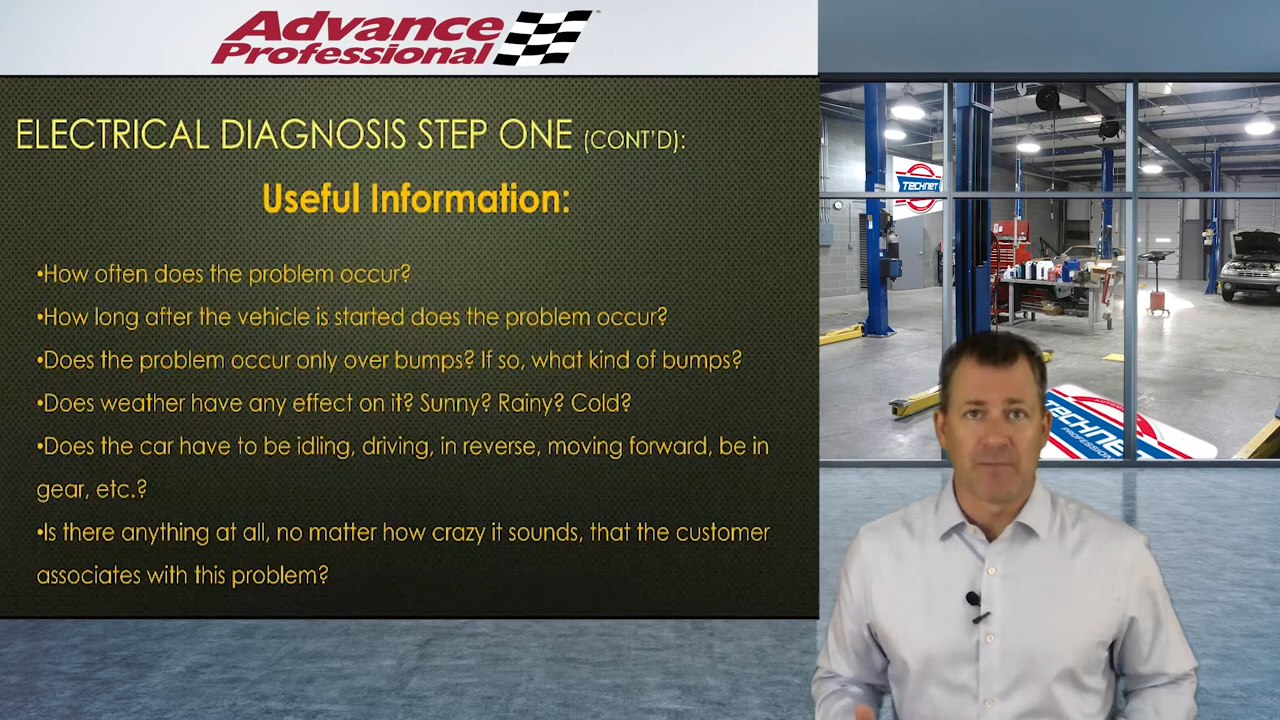 Advance
Professional
ELECTRICAL DIAGNOSIS STEP ONE (CONT'D):
Useful Information:
•How often does the problem occur?
•How long after the vehicle is started does the problem occur?
•Does the problem occur only over bumps? If so, what kind of bumps?
•Does weather have any effect on it? Sunny? Rainy? Cold?
•Does the car have to be idling, driving, in reverse, moving forward, be in
gear, etc.?
•Is there anything at all, no matter how crazy it sounds, that the customer
associates with this problem?
TECHNET
TECHNET
PROFESSIONAL